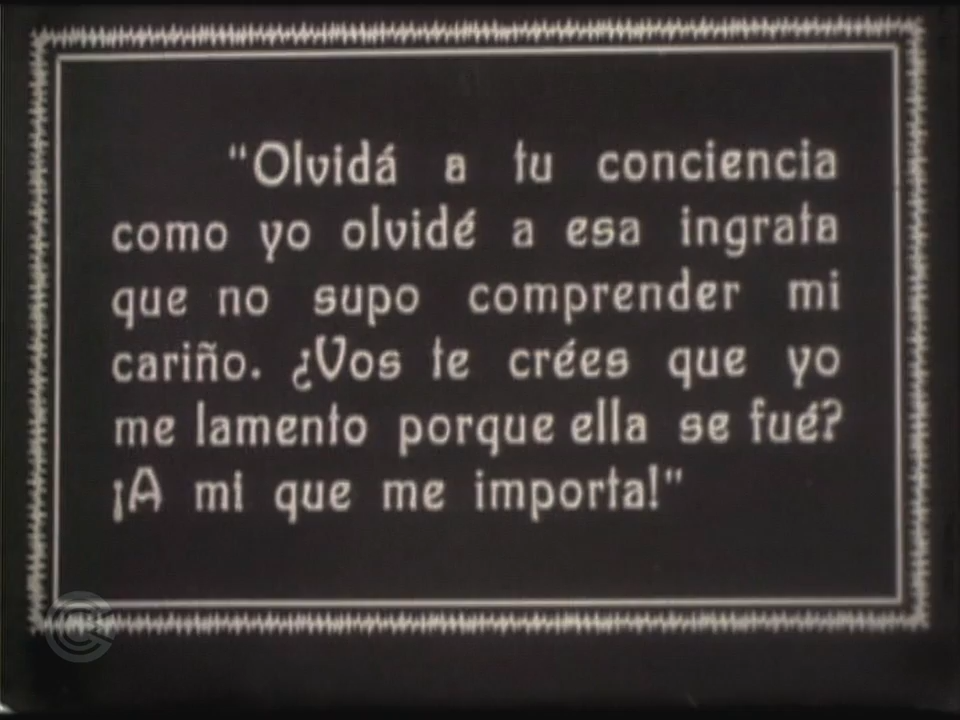 "Olvidá a tu conciencia
como yo olvidé a esa ingrata
que no supo comprender mi
cariño. ¿Vos te crées que yo
me lamento porque ella se fué?
¡A mi que me importa!"